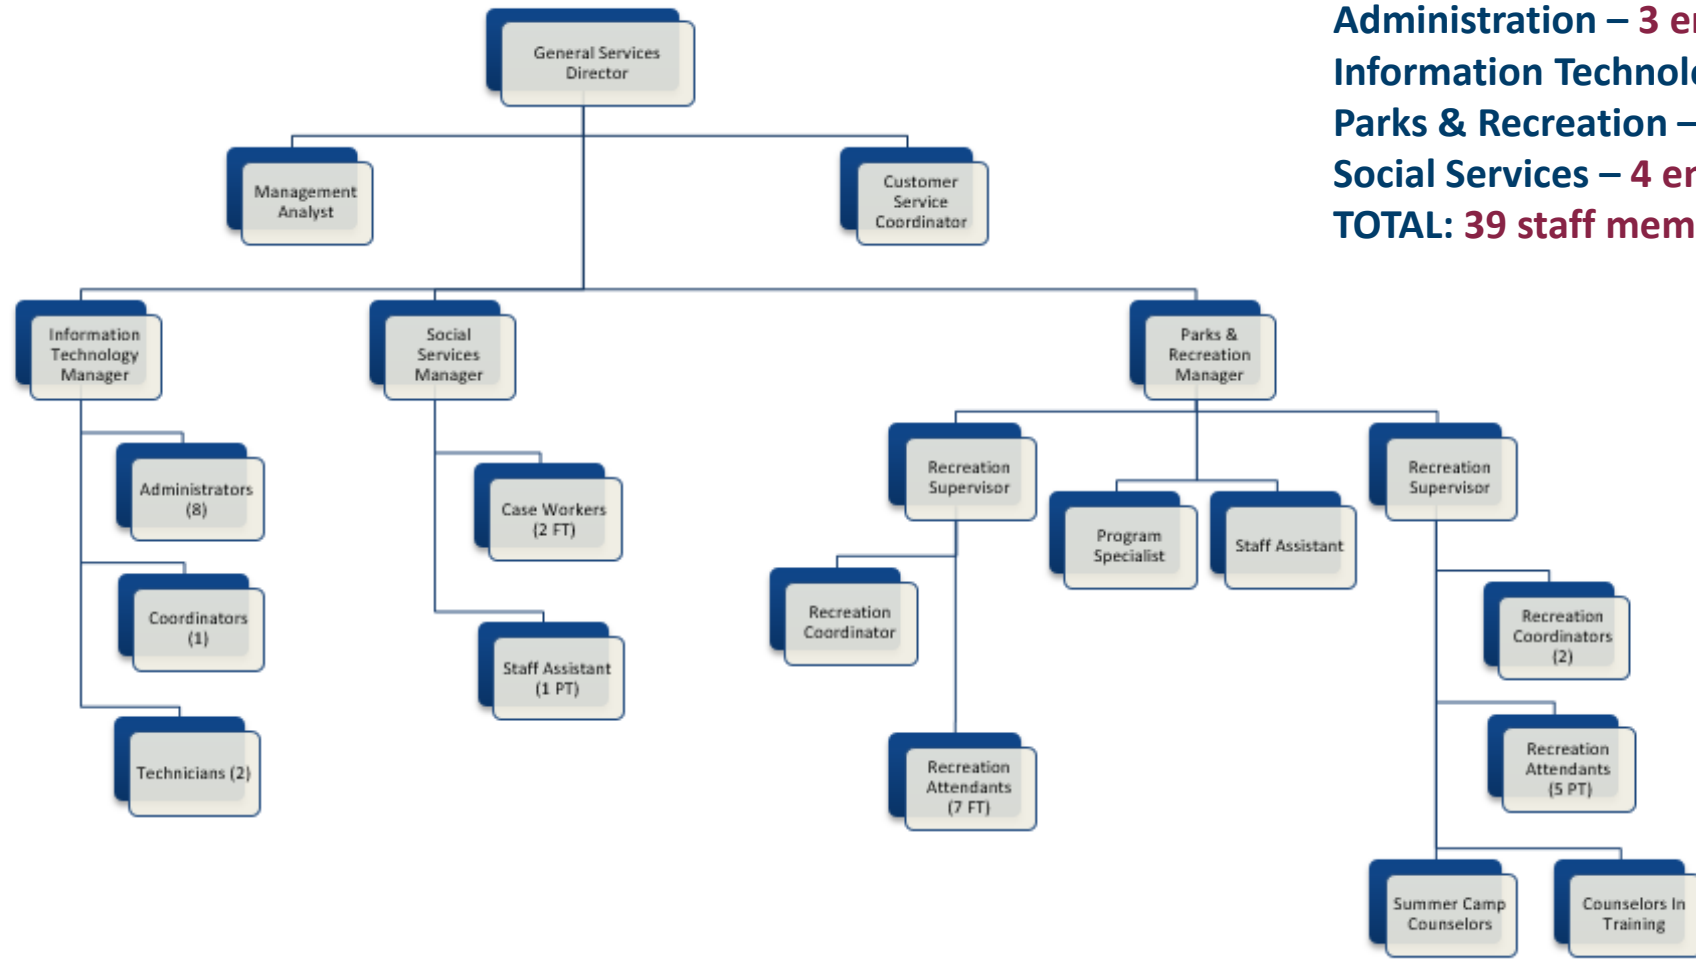 Administration – 3
Information
Parks & Recreation –
Social Services – 4
TOTAL: 39 staff
General Services
Director
Management
Analyst
Customer
Service
Coordinator
Information
Technology
Manager
Social
Services
Manager
Parks &
Recreation
Manager
Administrators
(8)
Coordinators
(1)
Technicians (2)
Case Workers
(2 FT)
Staff Assistant
(1 PT)
Recreation
Supervisor
Recreation
Coordinator
Recreation
Attendants
(7 FT)
Program
Specialist
Staff Assistant
Recreation
Supervisor
Recreation
Coordinators
(2)
Recreation
Attendants
(5 PT)
Summer Camp
Counselors
Counselors In
Training